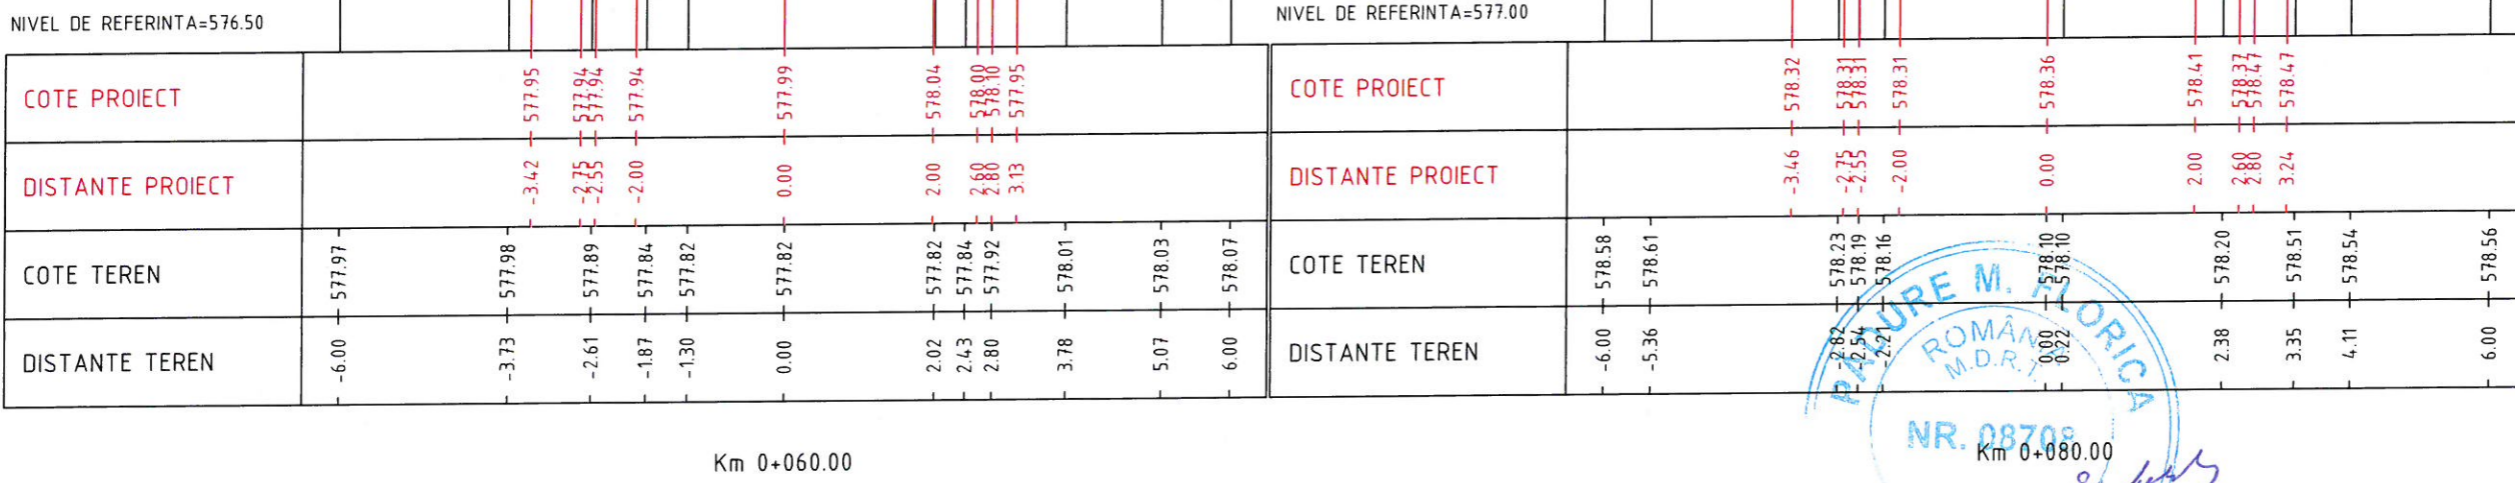 NIVEL DE REFERINTA=576.50
COTE PROIECT 577.95 577.94 577.94 577.94 577.99 578.04 578.00 578.10 577.95
DISTANTE PROIECT -3.42 -2.75 -2.55 -2.00 0.00 2.00 2.60 2.80 3.13
COTE TEREN 577.97 577.98 577.89 577.84 577.82 577.82 577.82 577.84 577.92 578.01 578.03 578.07
DISTANTE TEREN -6.00 -3.73 -2.61 -1.87 -1.30 0.00 2.02 2.43 2.80 3.78 5.07 6.00
Km 0+060.00
NIVEL DE REFERINTA=577.00
COTE PROIECT 578.32 578.31 578.31 578.31 578.36 578.41 578.37 578.47 578.47
DISTANTE PROIECT -3.46 -2.75 -2.55 -2.00 0.00 2.00 2.60 2.80 3.24
COTE TEREN 578.58 578.61 578.23 578.19 578.16 578.10 578.10 578.20 578.51 578.54 578.56
DISTANTE TEREN -6.00 -5.36 -2.82 -2.54 -2.21 0.00 0.22 2.38 3.35 4.11 6.00
Km 0+080.00
PADURE M. FLORICA
ROMÂNIA
M.D.R.T.
NR. 08708